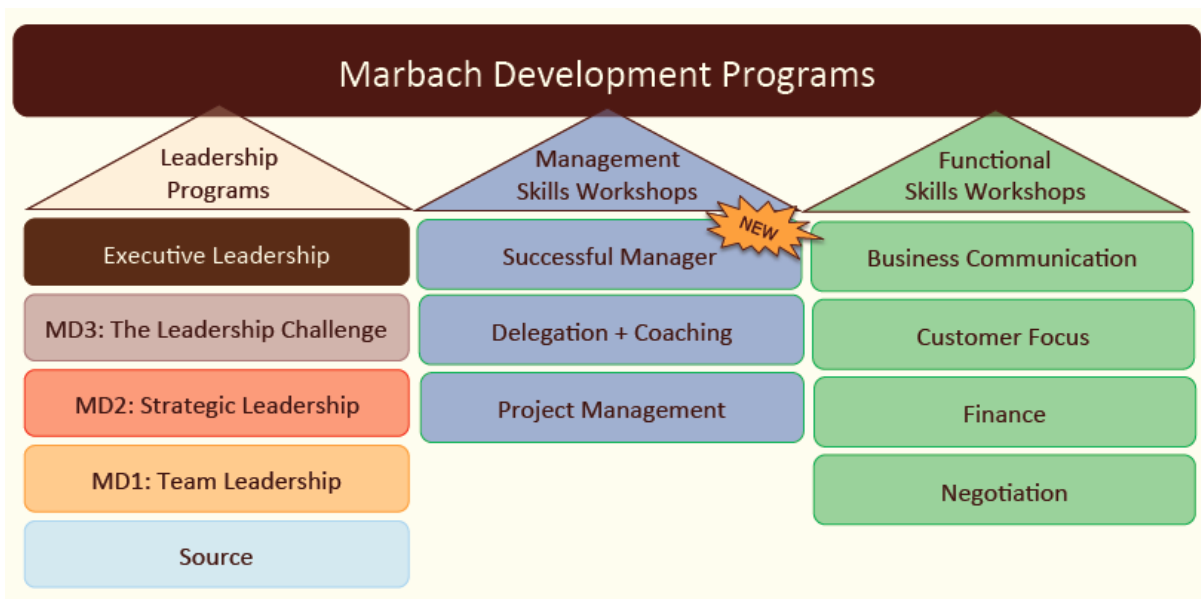 Marbach Development Programs
Leadership
Programs
Executive Leadership
MD3: The Leadership Challenge
MD2: Strategic Leadership
MD1: Team Leadership
Source
Management
Skills Workshops
NEW
Successful Manager
Delegation + Coaching
Project Management
Functional
Skills Workshops
Business Communication
Customer Focus
Finance
Negotiation